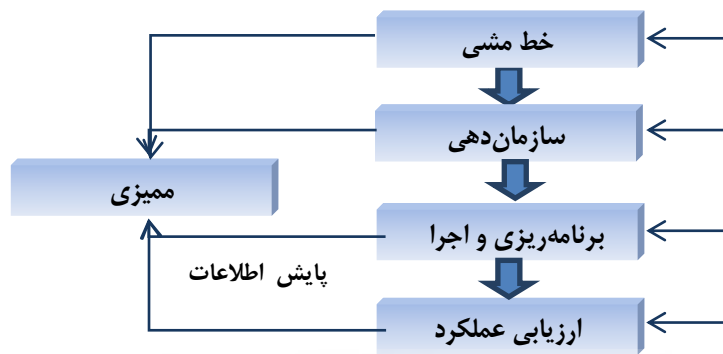 خط مشی
سازمان‌دهی
ممیزی
برنامه‌ریزی و اجرا
پایش اطلاعات
ارزیابی عملکرد